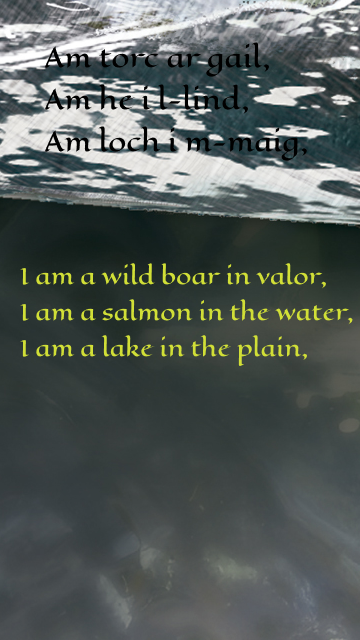 Am torc ar gail,
Am he i l-lind,
Am loch i m-maig,
I am a wild boar in valor,
I am a salmon in the water,
I am a lake in the plain,